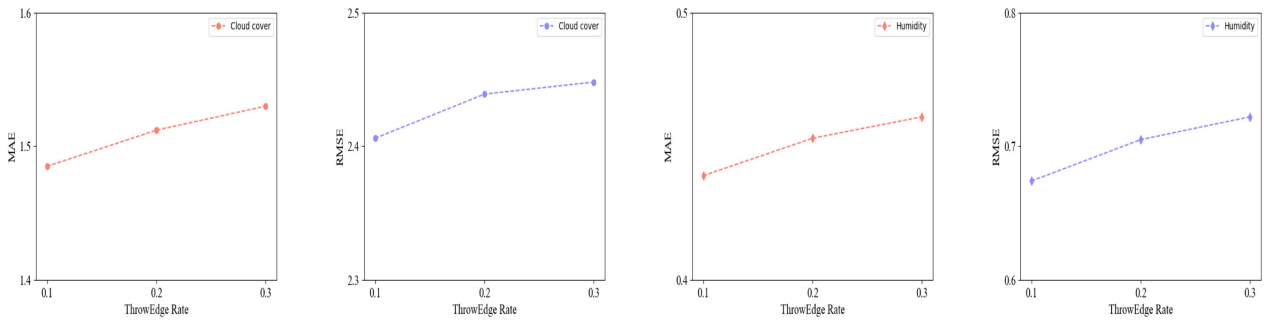 1.6
1.5
1.4
MAE
0.1
0.2
0.3
ThrowEdge Rate
Cloud cover
2.5
2.4
2.3
RMSE
0.1
0.2
0.3
ThrowEdge Rate
Cloud cover
0.5
0.4
MAE
0.1
0.2
0.3
ThrowEdge Rate
Humidity
0.8
0.7
0.6
RMSE
0.1
0.2
0.3
ThrowEdge Rate
Humidity